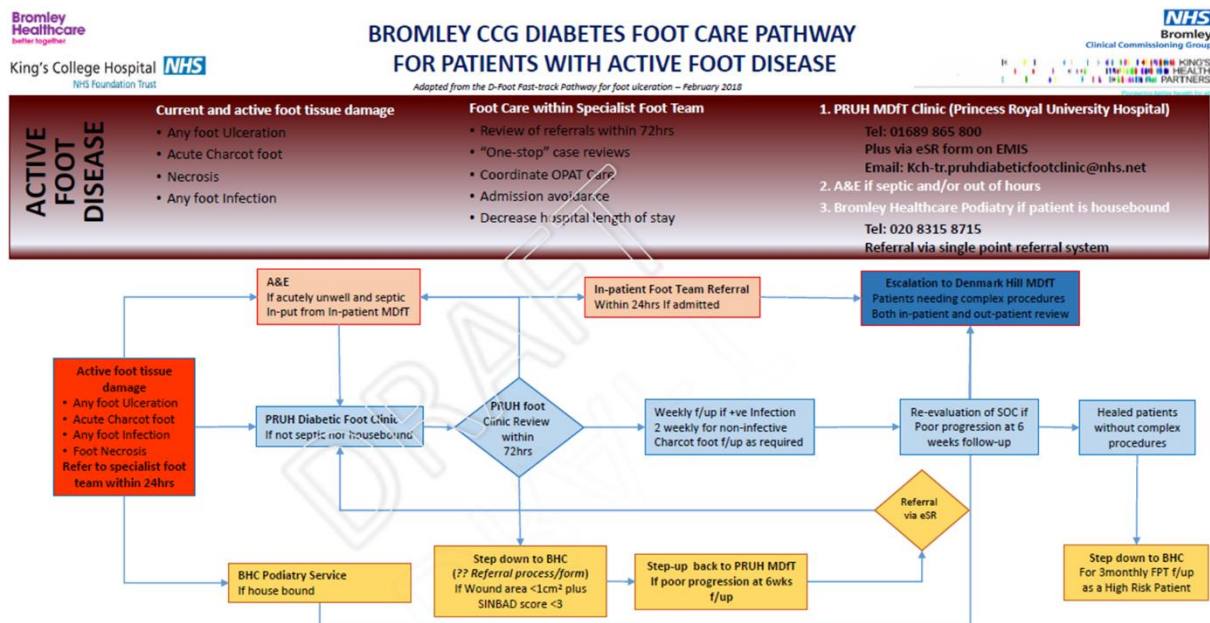 Bromley
Healthcare
better together
King's College Hospital NHS
NHS Foundation Trust
BROMLEY CCG DIABETES FOOT CARE PATHWAY
FOR PATIENTS WITH ACTIVE FOOT DISEASE
Adapted from the D-Foot Fast-track Pathway for foot ulceration – February 2018
NHS
Bromley
Clinical Commissioning Group
KING'S
HEALTH
PARTNERS
ACTIVE
FOOT
DISEASE
Current and active foot tissue damage
• Any foot Ulceration
• Acute Charcot foot
• Necrosis
• Any foot Infection
Foot Care within Specialist Foot Team
• Review of referrals within 72hrs
• “One-stop” case reviews
• Coordinate OPAT Care
• Admission avoidance
• Decrease hospital length of stay
1. PRUH MDfT Clinic (Princess Royal University Hospital)
Tel: 01689 865 800
Plus via eSR form on EMIS
Email: Kch-tr.pruhdiabeticfootclinic@nhs.net
2. A&E if septic and/or out of hours
3. Bromley Healthcare Podiatry if patient is housebound
Tel: 020 8315 8715
Referral via single point referral system
DRAFT
A&E
If acutely unwell and septic
In-put from In-patient MDfT
In-patient Foot Team Referral
Within 24hrs If admitted
Escalation to Denmark Hill MDfT
Patients needing complex procedures
Both in-patient and out-patient review
Active foot tissue
damage
• Any foot Ulceration
• Acute Charcot foot
• Any foot Infection
• Foot Necrosis
Refer to specialist foot
team within 24hrs
PRUH Diabetic Foot Clinic
If not septic nor housebound
PRUH foot
Clinic Review
within
72hrs
Weekly f/up if +ve Infection
2 weekly for non-infective
Charcot foot f/up as required
Re-evaluation of SOC if
Poor progression at 6
weeks follow-up
Healed patients
without complex
procedures
Referral
via eSR
BHC Podiatry Service
If house bound
Step down to BHC
(?? Referral process/form)
If Wound area <1cm² plus
SINBAD score <3
Step-up back to PRUH MDfT
If poor progression at 6wks
f/up
Step down to BHC
For 3monthly FPT f/up
as a High Risk Patient